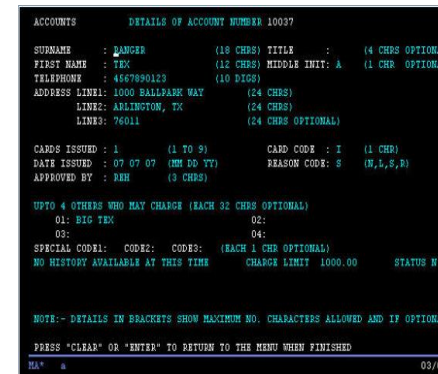 ACCOUNTS DETAILS OF ACCOUNT NUMBER 10037
SURNAME : RANGER (18 CHRS) TITLE : (4 CHRS OPTIONA
FIRST NAME : TEX (12 CHRS) MIDDLE INIT: A (1 CHR OPTIONA
TELEPHONE : 4567890123 (10 DIGS)
ADDRESS LINE1: 1000 BALLPARK WAY (24 CHRS)
LINE2: ARLINGTON, TX (24 CHRS)
LINE3: 76011 (24 CHRS OPTIONAL)
CARDS ISSUED : 1 (1 TO 9) CARD CODE : I (1 CHR)
DATE ISSUED : 07 07 07 (MM DD YY) REASON CODE: S (N,L,S,R)
APPROVED BY : REH (3 CHRS)
UPTO 4 OTHERS WHO MAY CHARGE (EACH 32 CHRS OPTIONAL)
01: BIG TEX 02:
03: 04:
SPECIAL CODE1: CODE2: CODE3: (EACH 1 CHR OPTIONAL)
NO HISTORY AVAILABLE AT THIS TIME CHARGE LIMIT 1000.00 STATUS N
NOTE:- DETAILS IN BRACKETS SHOW MAXIMUM NO. CHARACTERS ALLOWED AND IF OPTION
PRESS "CLEAR" OR "ENTER" TO RETURN TO THE MENU WHEN FINISHED
MA* a 03/